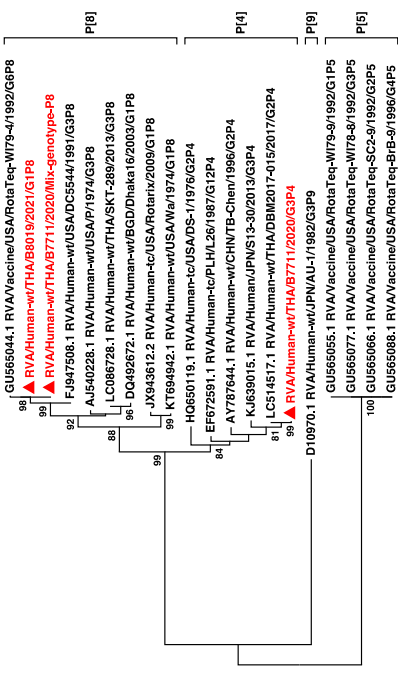 P[8]
P[4]
P[9]
P[5]
GU565044.1 RVA/Vaccine/USA/RotaTeq-WI79-4/1992/G6P8
RVA/Human-wt/THA/B8019/2021/G1P8
RVA/Human-wt/THA/B7711/2020/Mix-genotype-P8
FJ947508.1 RVA/Human-wt/USA/DC5544/1991/G3P8
AJ540228.1 RVA/Human-wt/USA/P/1974/G3P8
LC086728.1 RVA/Human-wt/THA/SKT-289/2013/G3P8
DQ492672.1 RVA/Human-wt/BGD/Dhaka16/2003/G1P8
JX943612.2 RVA/Human-tc/USA/Rotarix/2009/G1P8
KT694942.1 RVA/Human-wt/USA/Wa/1974/G1P8
HQ650119.1 RVA/Human-tc/USA/DS-1/1976/G2P4
EF672591.1 RVA/Human-tc/PLH/L26/1987/G12P4
AY787644.1 RVA/Human-wt/CHN/TB-Chen/1996/G2P4
KJ639015.1 RVA/Human/JPN/S13-30/2013/G3P4
LC514517.1 RVA/Human-wt/THA/DBM2017-015/2017/G2P4
RVA/Human-wt/THA/B7711/2020/G3P4
D10970.1 RVA/Human-wt/JPN/AU-1/1982/G3P9
GU565055.1 RVA/Vaccine/USA/RotaTeq-WI79-9/1992/G1P5
GU565077.1 RVA/Vaccine/USA/RotaTeq-WI78-8/1992/G3P5
GU565066.1 RVA/Vaccine/USA/RotaTeq-SC2-9/1992/G2P5
GU565088.1 RVA/Vaccine/USA/RotaTeq-BrB-9/1996/G4P5
98
99
92
96
88
99
99
84
81
99
100